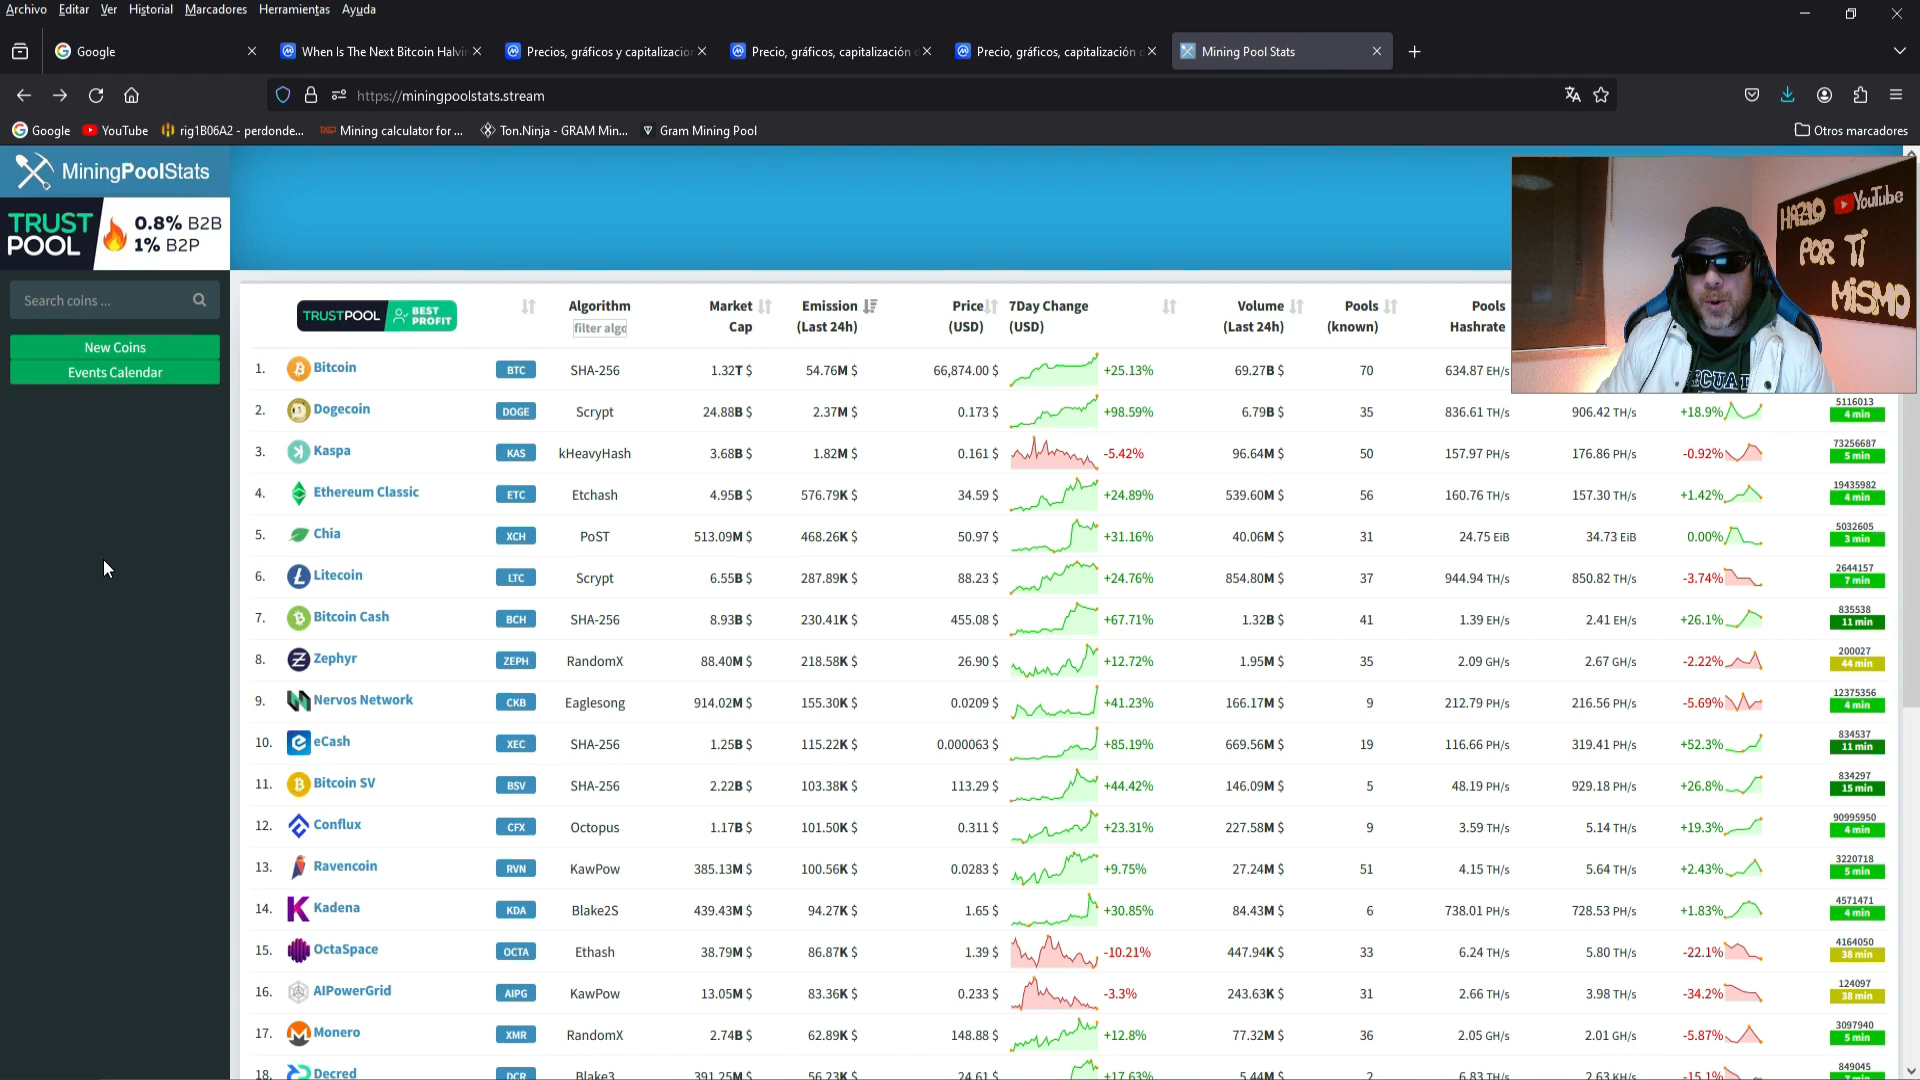 Archivo Editar Ver Historial Marcadores Herramientas Ayuda
Google
When Is The Next Bitcoin Halvin
Precios, gráficos y capitalizacion
Precio, gráficos, capitalización d
Precio, gráficos, capitalización d
Mining Pool Stats
https://miningpoolstats.stream
Google YouTube rig1B06A2 - perdonde... Mining calculator for ... Ton.Ninja - GRAM Min... Gram Mining Pool Otros marcadores
MiningPoolStats
TRUST POOL 0.8% B2B
1% B2P
Search coins ...
New Coins
Events Calendar
HAZLO YouTube
POR TI
MISMO
ECUAD
TRUSTPOOL BEST PROFIT
Algorithm
filter algo
Market Cap
Emission (Last 24h)
Price (USD)
7Day Change (USD)
Volume (Last 24h)
Pools (known)
Pools Hashrate
1. Bitcoin BTC SHA-256 1.32T $ 54.76M $ 66,874.00 $ +25.13% 69.27B $ 70 634.87 EH/s
2. Dogecoin DOGE Scrypt 24.88B $ 2.37M $ 0.173 $ +98.59% 6.79B $ 35 836.61 TH/s 906.42 TH/s +18.9% 5116013 4 min
3. Kaspa KAS kHeavyHash 3.68B $ 1.82M $ 0.161 $ -5.42% 96.64M $ 50 157.97 PH/s 176.86 PH/s -0.92% 73256687 5 min
4. Ethereum Classic ETC Etchash 4.95B $ 576.79K $ 34.59 $ +24.89% 539.60M $ 56 160.76 TH/s 157.30 TH/s +1.42% 19435982 4 min
5. Chia XCH PoST 513.09M $ 468.26K $ 50.97 $ +31.16% 40.06M $ 31 24.75 EiB 34.73 EiB 0.00% 5032605 3 min
6. Litecoin LTC Scrypt 6.55B $ 287.89K $ 88.23 $ +24.76% 854.80M $ 37 944.94 TH/s 850.82 TH/s -3.74% 2644157 7 min
7. Bitcoin Cash BCH SHA-256 8.93B $ 230.41K $ 455.08 $ +67.71% 1.32B $ 41 1.39 EH/s 2.41 EH/s +26.1% 835538 11 min
8. Zephyr ZEPH RandomX 88.40M $ 218.58K $ 26.90 $ +12.72% 1.95M $ 35 2.09 GH/s 2.67 GH/s -2.22% 200027 44 min
9. Nervos Network CKB Eaglesong 914.02M $ 155.30K $ 0.0209 $ +41.23% 166.17M $ 9 212.79 PH/s 216.56 PH/s -5.69% 12375356 4 min
10. eCash XEC SHA-256 1.25B $ 115.22K $ 0.000063 $ +85.19% 669.56M $ 19 116.66 PH/s 319.41 PH/s +52.3% 834537 11 min
11. Bitcoin SV BSV SHA-256 2.22B $ 103.38K $ 113.29 $ +44.42% 146.09M $ 5 48.19 PH/s 929.18 PH/s +26.8% 834297 15 min
12. Conflux CFX Octopus 1.17B $ 101.50K $ 0.311 $ +23.31% 227.58M $ 9 3.59 TH/s 5.14 TH/s +19.3% 90995950 4 min
13. Ravencoin RVN KawPow 385.13M $ 100.56K $ 0.0283 $ +9.75% 27.24M $ 51 4.15 TH/s 5.64 TH/s +2.43% 3220718 5 min
14. Kadena KDA Blake2S 439.43M $ 94.27K $ 1.65 $ +30.85% 84.43M $ 6 738.01 PH/s 728.53 PH/s +1.83% 4571471 4 min
15. OctaSpace OCTA Ethash 38.79M $ 86.87K $ 1.39 $ -10.21% 447.94K $ 33 6.24 TH/s 5.80 TH/s -22.1% 4164050 38 min
16. AIPowerGrid AIPG KawPow 13.05M $ 83.36K $ 0.233 $ -3.3% 243.63K $ 31 2.66 TH/s 3.98 TH/s -34.2% 124097 38 min
17. Monero XMR RandomX 2.74B $ 62.89K $ 148.88 $ +12.8% 77.32M $ 36 2.05 GH/s 2.01 GH/s -5.87% 3097940 5 min
18. Decred DCR Blake3 391.25M $ 56.23K $ 24.61 $ +17.63% 5.44M $ 2 6.83 TH/s 2.63 KH/s -15.1% 849045 7 min